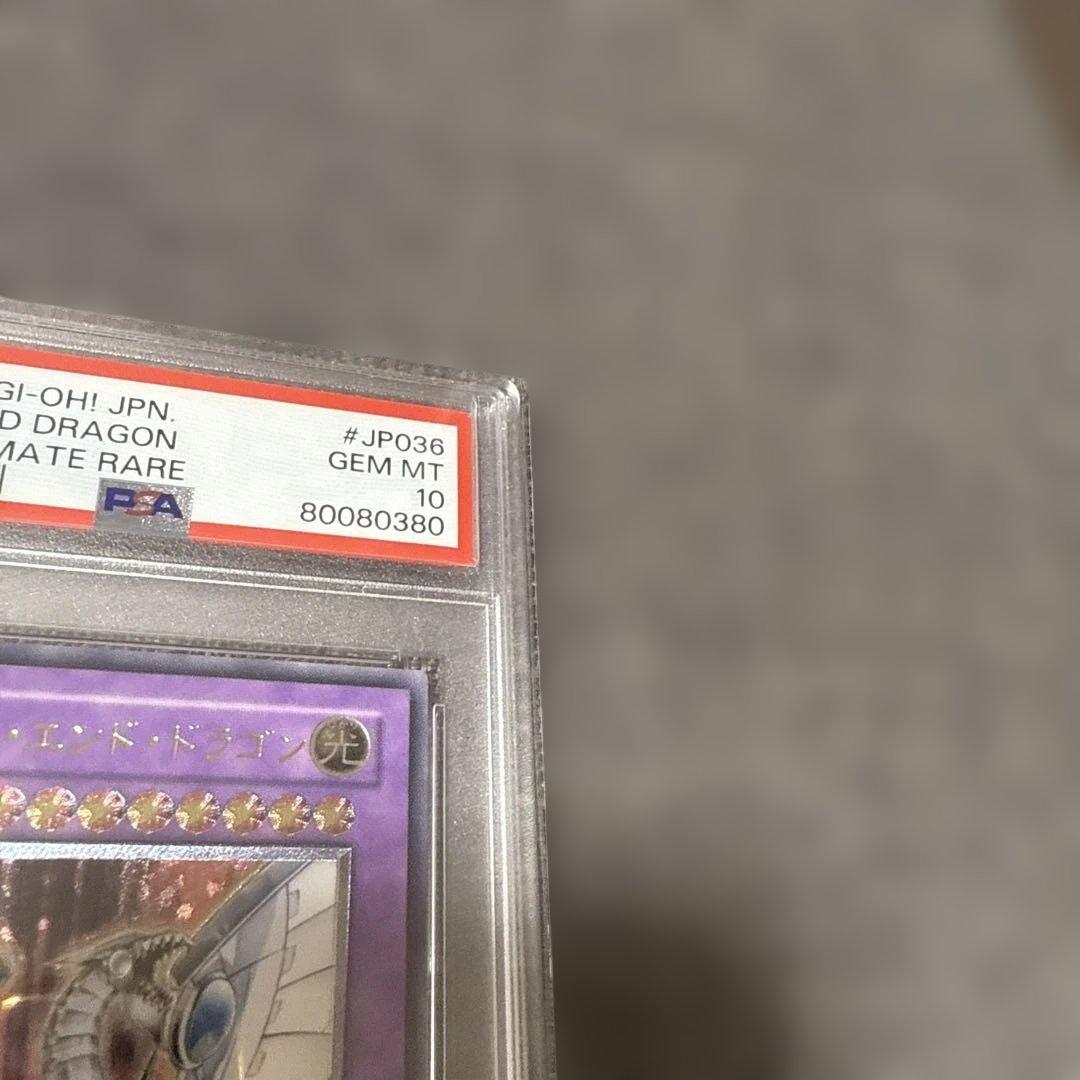 GI-OH! JPN.
#JP036
D DRAGON
GEM MT
MATE RARE
10
PSA
80080380
・エンド・ドラゴン 光